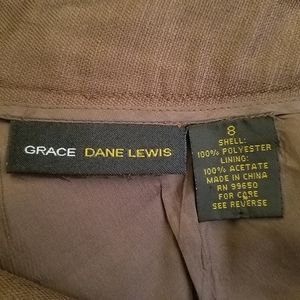 GRACE DANE LEWIS
8
SHELL:
100% POLYESTER
LINING:
100% ACETATE
MADE IN CHINA
RN 99650
FOR CARE
SEE REVERSE